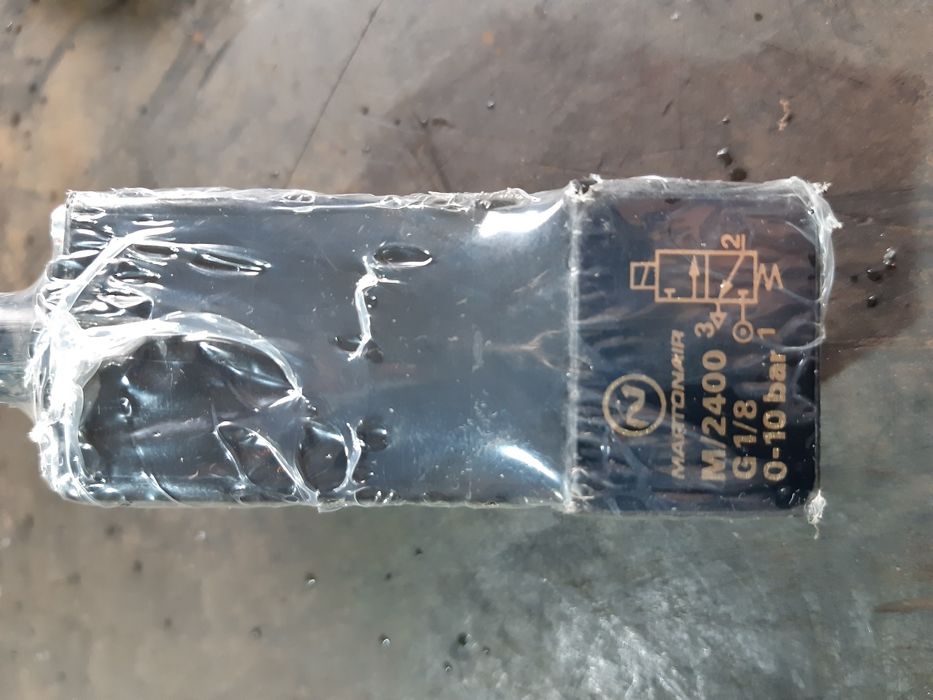 2
3
1
MARTONAIR
M/2400
G 1/8
0-10 bar